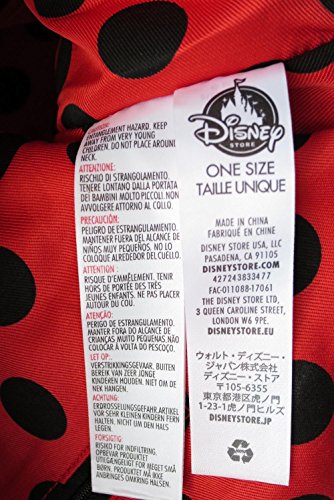 CAUTION:
ENTANGLEMENT HAZARD. KEEP
AWAY FROM VERY YOUNG
CHILDREN. DO NOT PLACE AROUND
NECK.
ATTENZIONE:
RISCHIO DI STRANGOLAMENTO.
TENERE LONTANO DALLA PORTATA
DEI BAMBINI MOLTO PICCOLI. NON
AVVOLGERE ATTORNO AL COLLO.
PRECAUCIÓN:
PELIGRO DE ESTRANGULAMIENTO.
MANTENER FUERA DEL ALCANCE DE
NIÑOS MUY PEQUEÑOS. NO LO
COLOQUE ALREDEDOR DEL CUELLO.
ATTENTION :
RISQUE D'EMMÊLEMENT. TENIR
HORS DE PORTÉE DES TRÈS
JEUNES ENFANTS. NE PAS PASSER
AUTOUR DU COU.
ATENÇÃO:
PERIGO DE ESTRANGULAMENTO.
MANTER FORA DO ALCANCE DE
CRIANÇAS MUITO PEQUENAS. NÃO
COLOQUE NO PESCOÇO.
LET OP:
VERSTRIKKINGSGEVAAR. BUITEN
BEREIK VAN ZEER JONGE
KINDEREN HOUDEN. NIET OM DE
NEK HANGEN.
ACHTUNG:
ERDROSSELUNGSGEFAHR! ARTIKEL
VOR SEHR KLEINEN KINDERN FERN
HALTEN. NICHT UM DEN HALS
LEGEN.
FORSIGTIG:
RISIKO FOR INDFILTRING.
OPBEVARES UTILGÆNGELIGT FOR MEGET SMÅ
BØRN. PRODUKTET MÅ IKKE
ANBRINGES OM HALSEN.
Disney
STORE
ONE SIZE
TAILLE UNIQUE
MADE IN CHINA
FABRIQUÉ EN CHINE
DISNEY STORE USA, LLC
PASADENA, CA 91105
DISNEYSTORE.COM
427243833477
FAC-011088-17061
THE DISNEY STORE LTD,
3 QUEEN CAROLINE STREET,
LONDON W6 9PE.
DISNEYSTORE.EU
ウォルト・ディズニー・
ジャパン株式会社
ディズニー・ストア
〒105-6355
東京都港区虎ノ門
1-23-1虎ノ門ヒルズ
DISNEYSTORE.JP